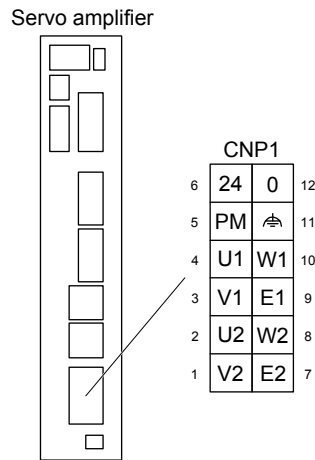 Servo amplifier
CNP1
6 24 0 12
5 PM 11
4 U1 W1 10
3 V1 E1 9
2 U2 W2 8
1 V2 E2 7